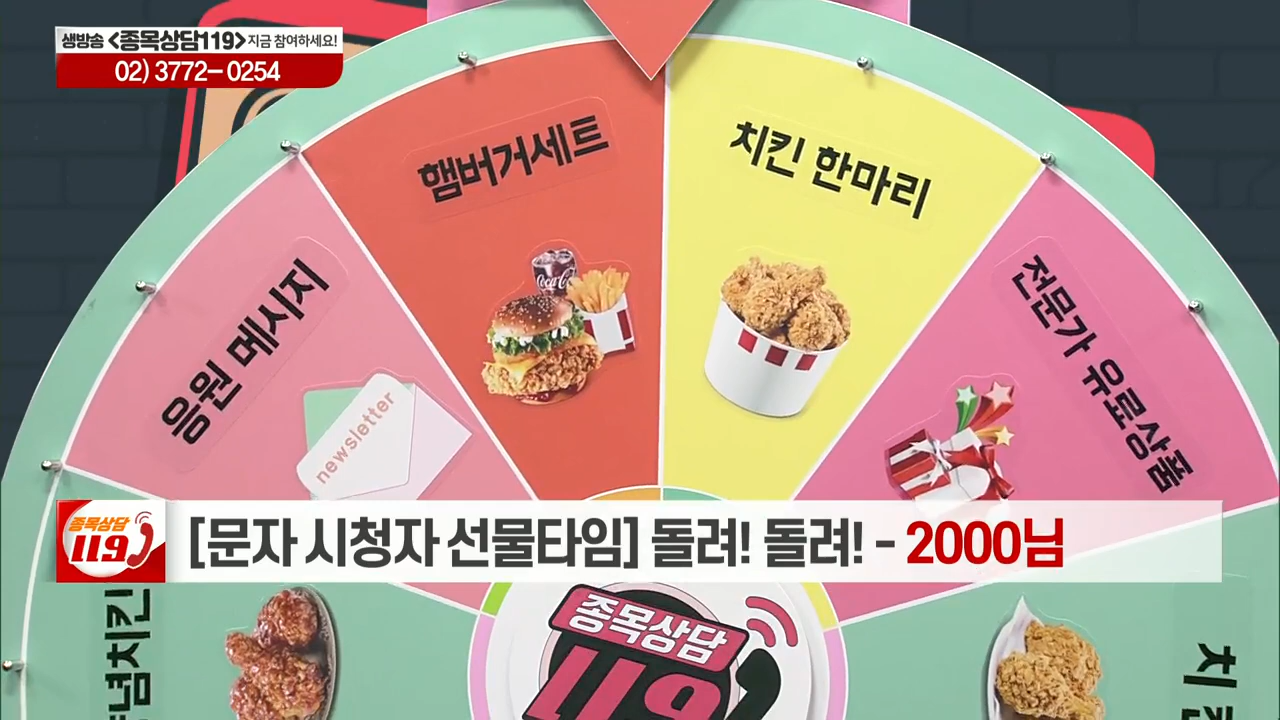 생방송 <종목상담119> 지금 참여하세요!
02) 3772-0254
햄버거세트
치킨 한마리
응원 메시지
전문가 유료상품
Coca-Cola
newsletter
종목상담
119
[문자 시청자 선물타임] 돌려! 돌려! - 2000님
종목상담
119